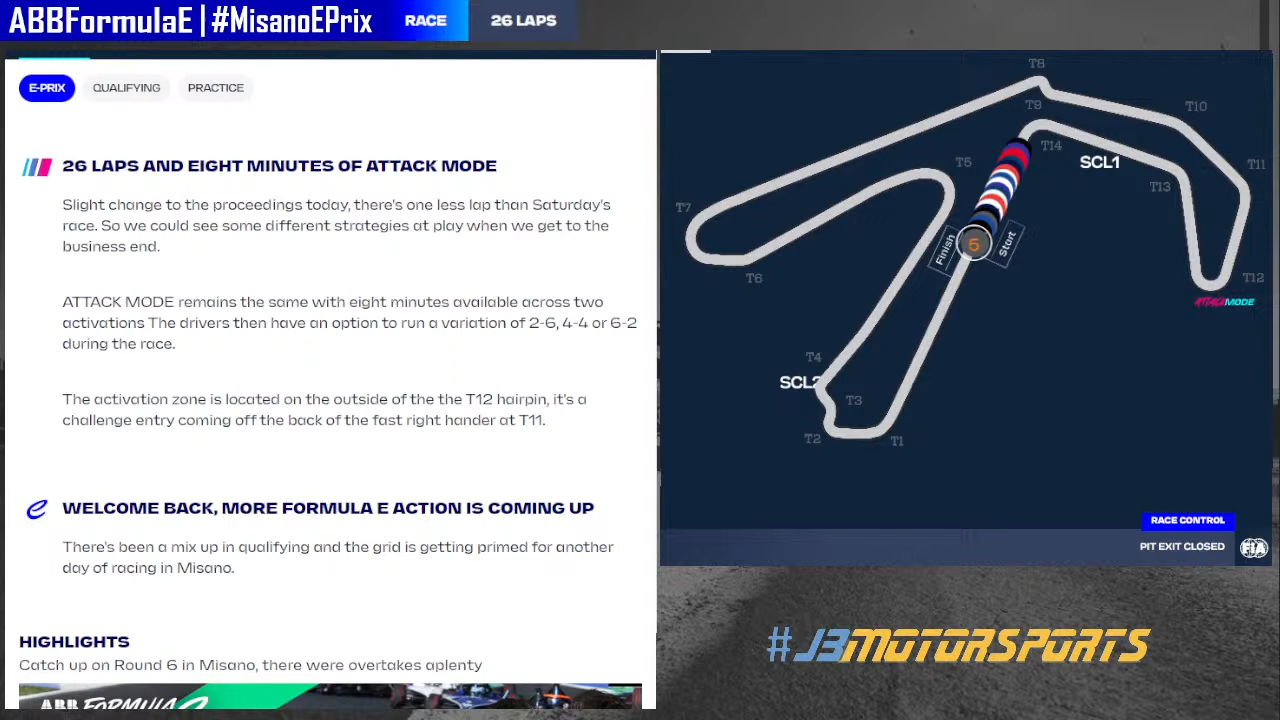 ABBFormulaE | #MisanoEPrix
RACE
26 LAPS
E-PRIX
QUALIFYING
PRACTICE
26 LAPS AND EIGHT MINUTES OF ATTACK MODE
Slight change to the proceedings today, there's one less lap than Saturday's
race. So we could see some different strategies at play when we get to the
business end.
ATTACK MODE remains the same with eight minutes available across two
activations The drivers then have an option to run a variation of 2-6, 4-4 or 6-2
during the race.
The activation zone is located on the outside of the the T12 hairpin, it's a
challenge entry coming off the back of the fast right hander at T11.
WELCOME BACK, MORE FORMULA E ACTION IS COMING UP
There's been a mix up in qualifying and the grid is getting primed for another
day of racing in Misano.
HIGHLIGHTS
Catch up on Round 6 in Misano, there were overtakes aplenty
ABB FORMULA
T8
T9
T10
T14
SCL1
T5
T11
T13
T7
Finish
5
Start
T6
T12
ATTACK MODE
T4
SCL2
T3
T2
T1
RACE CONTROL
PIT EXIT CLOSED
FIA
#JBMOTORSPORTS